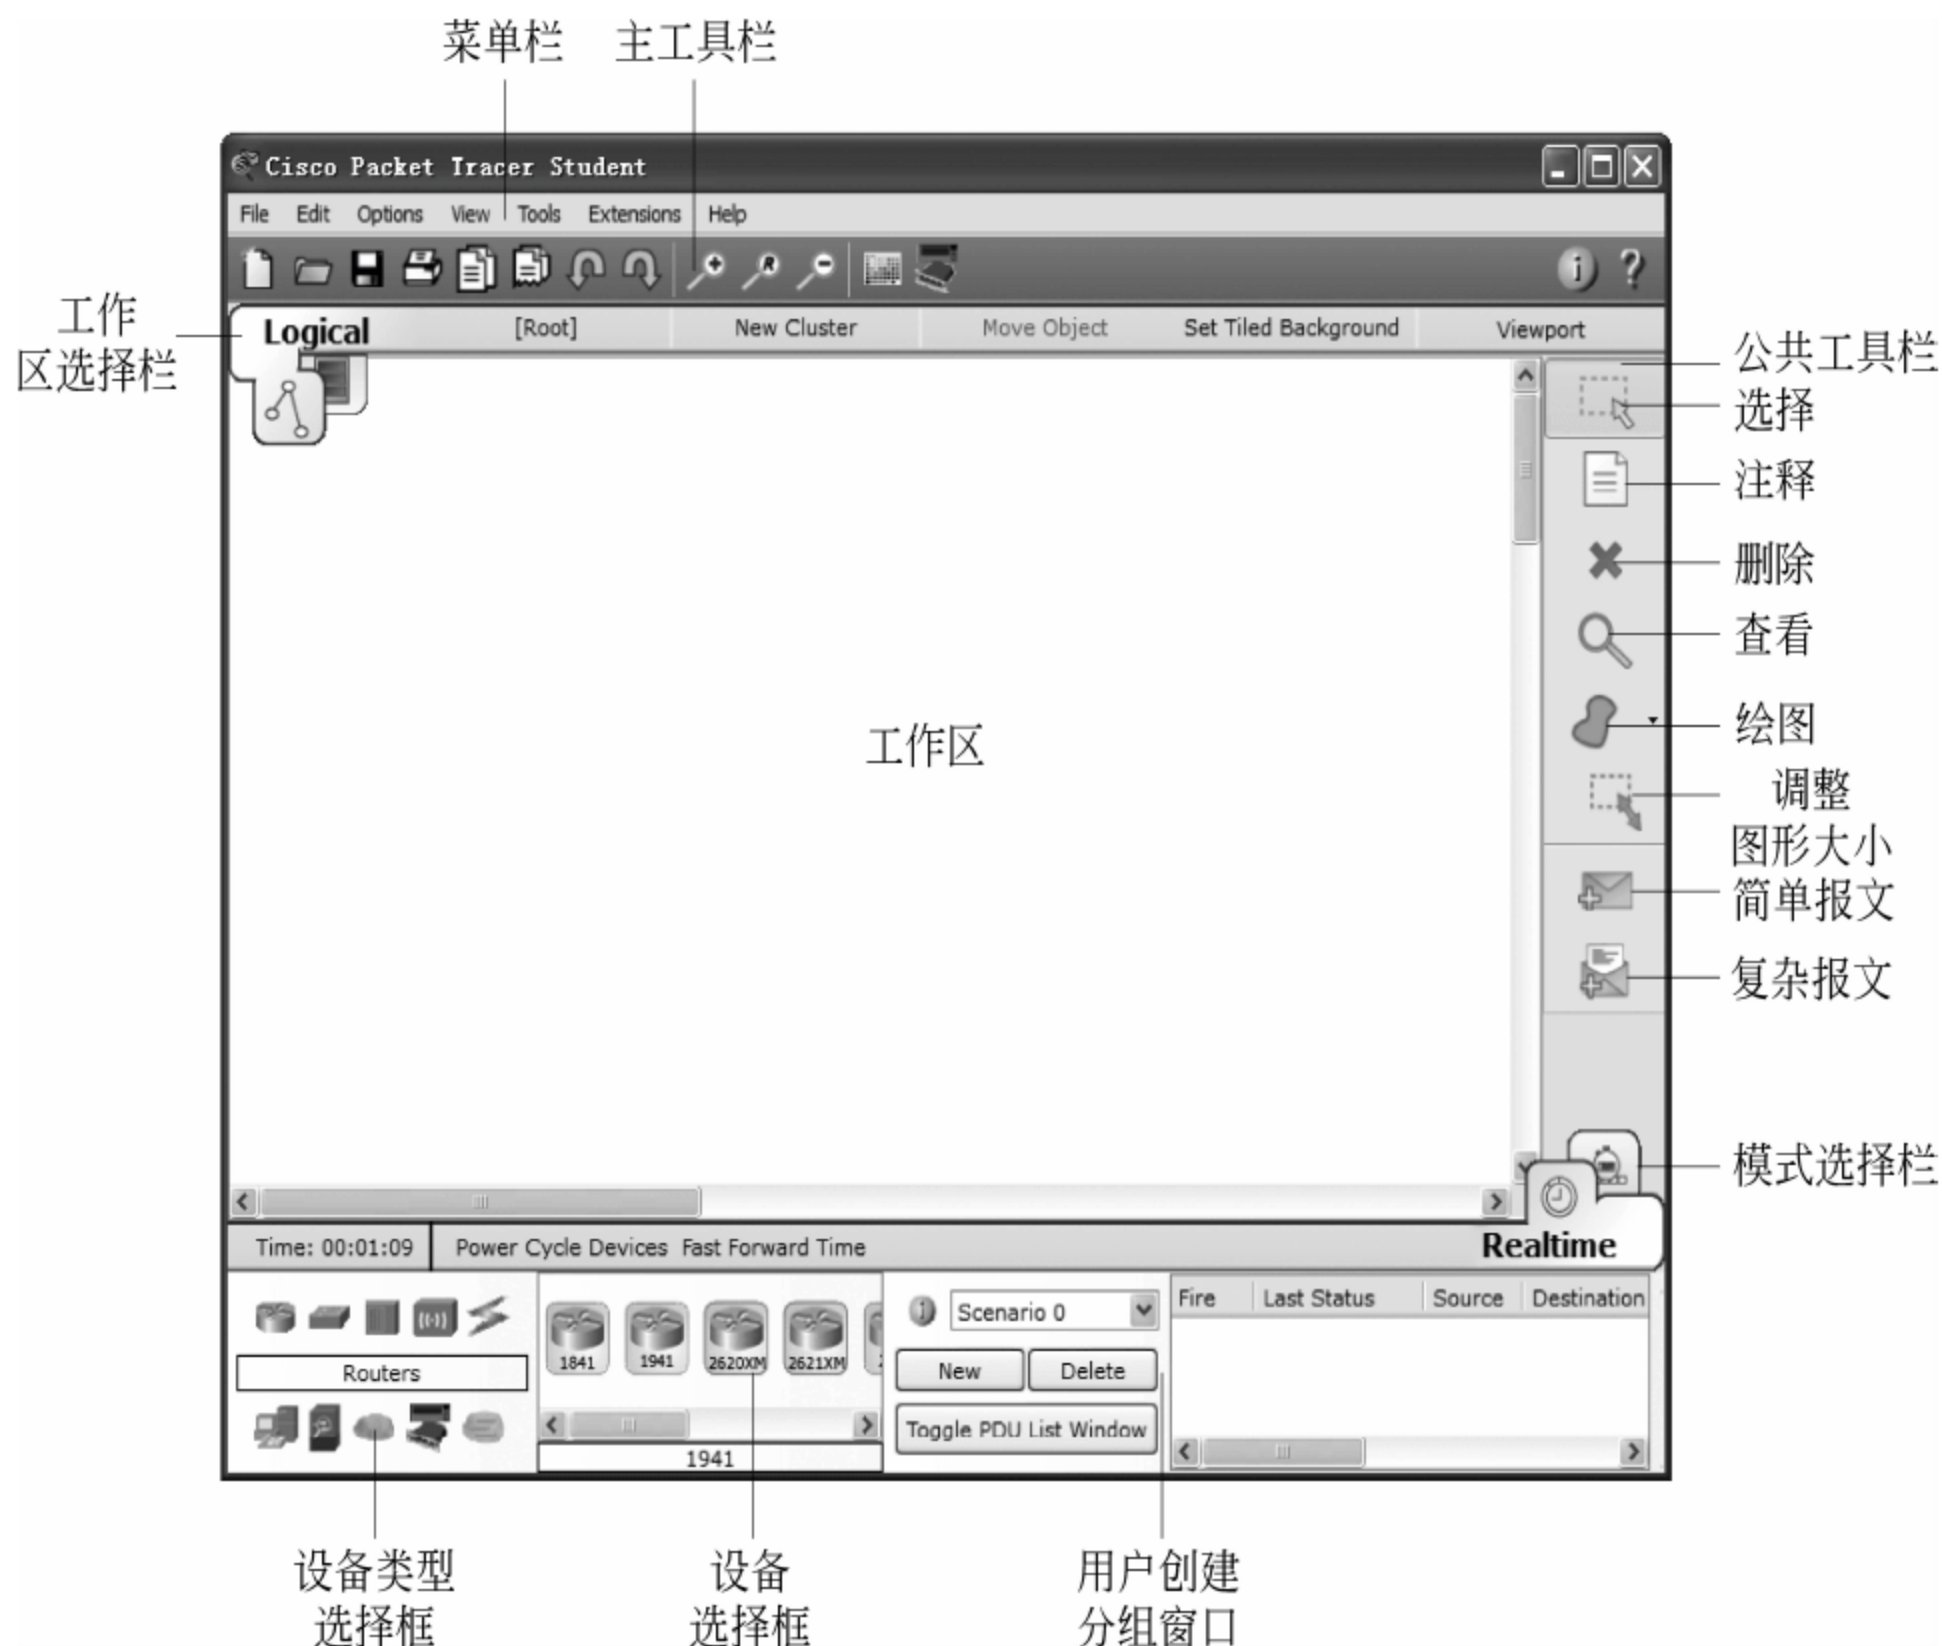 菜单栏 主工具栏
Cisco Packet Tracer Student
File Edit Options View Tools Extensions Help
工作
区选择栏
Logical [Root] New Cluster Move Object Set Tiled Background Viewport
公共工具栏
选择
注释
删除
查看
绘图
工作区
调整
图形大小
简单报文
复杂报文
模式选择栏
Time: 00:01:09 Power Cycle Devices Fast Forward Time Realtime
Scenario 0
Fire Last Status Source Destination
1841 1941 2620XM 2621XM
Routers
New Delete
Toggle PDU List Window
1941
设备类型
选择框
设备
选择框
用户创建
分组窗口